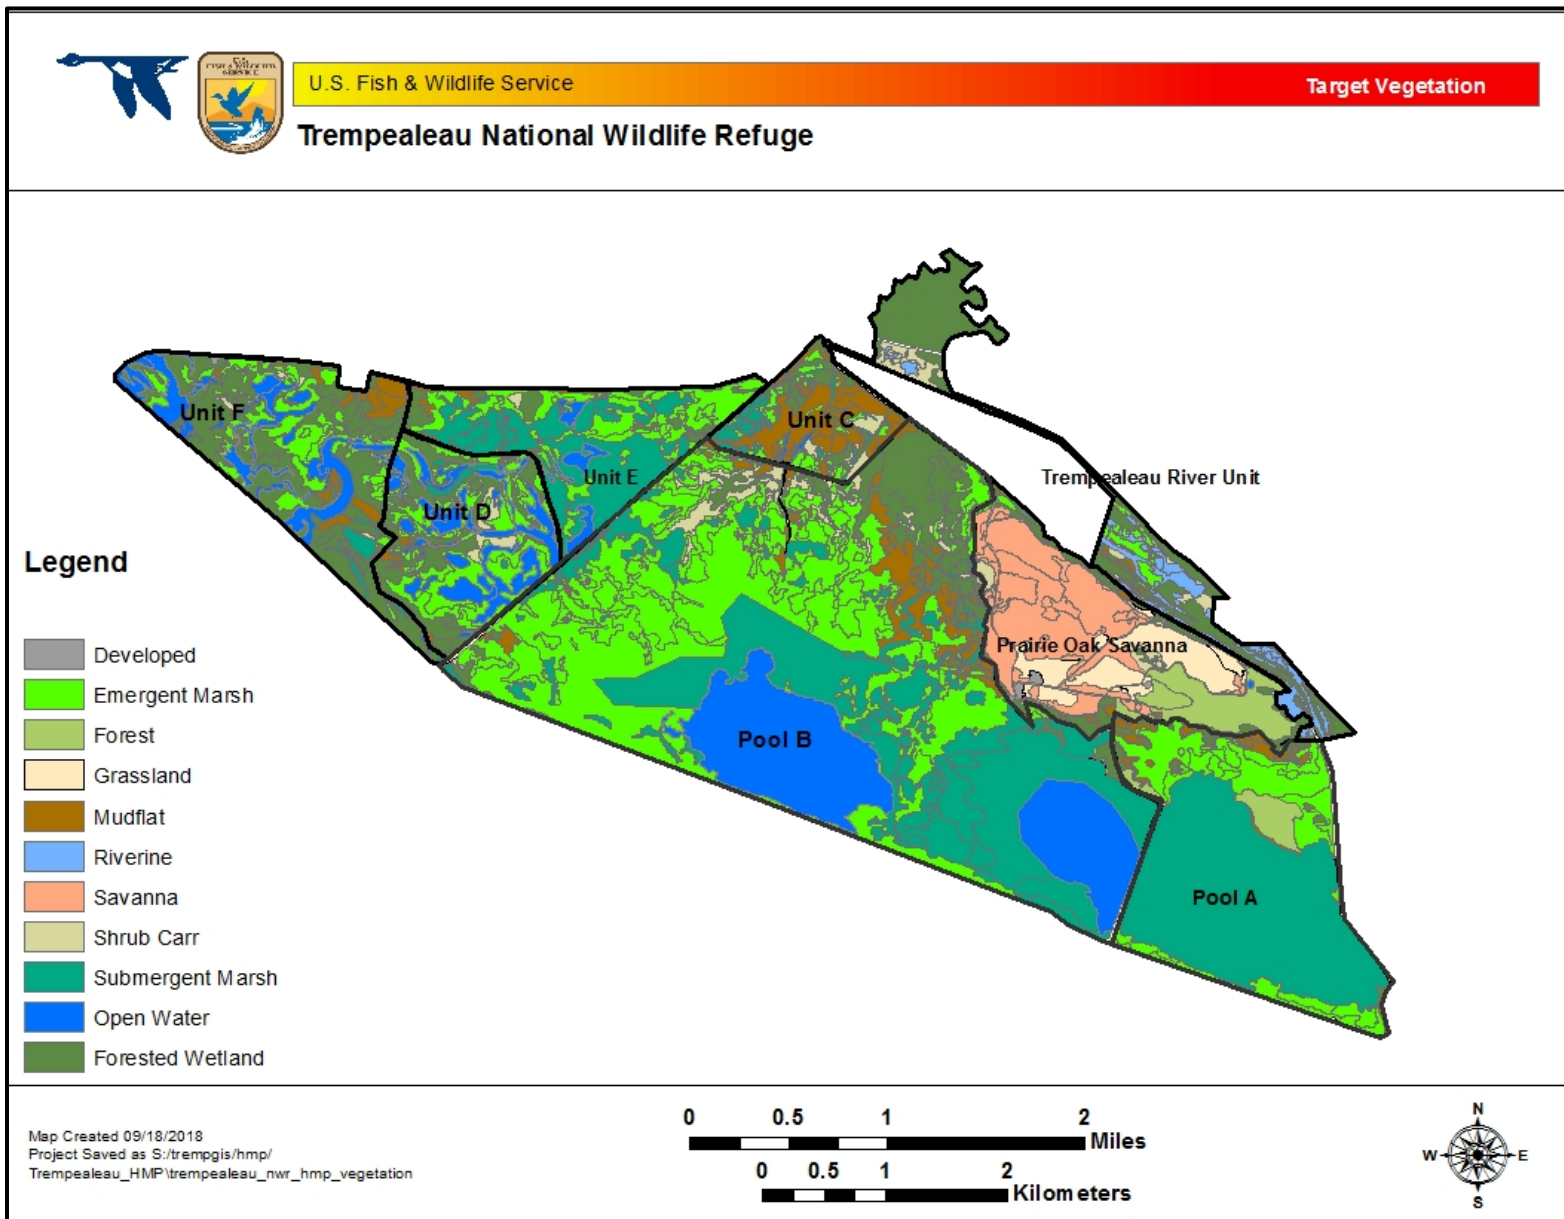 U.S. Fish & Wildlife Service
Target Vegetation
Trempealeau National Wildlife Refuge
Unit F
Unit C
Unit E
Trempealeau River Unit
Unit D
Prairie Oak Savanna
Pool B
Pool A
Legend
Developed
Emergent Marsh
Forest
Grassland
Mudflat
Riverine
Savanna
Shrub Carr
Submergent Marsh
Open Water
Forested Wetland
Map Created 09/18/2018
Project Saved as S:/trempgis/hmp/
Trempealeau_HMP\trempealeau_nwr_hmp_vegetation
0 0.5 1 2
Miles
0 0.5 1 2
Kilometers
N
W E
S